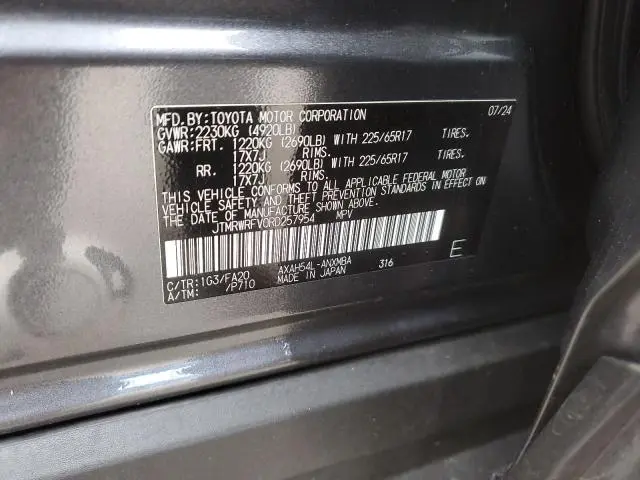 MFD. BY: TOYOTA MOTOR CORPORATION 07/24
GVWR: 2230KG (4920LB)
GAWR: FRT. 1220KG (2690LB) WITH 225/65R17 TIRES.
17X7J RIMS.
RR. 1220KG (2690LB) WITH 225/65R17 TIRES.
17X7J RIMS.
THIS VEHICLE CONFORMS TO ALL APPLICABLE FEDERAL MOTOR
VEHICLE SAFETY AND THEFT PREVENTION STANDARDS IN EFFECT ON
THE DATE OF MANUFACTURE SHOWN ABOVE.
JTMRWRFV0RD257954 MPV
C/TR: 1G3/FA20 AXAH54L-ANXMBA 316 E
A/TM: /P710 MADE IN JAPAN